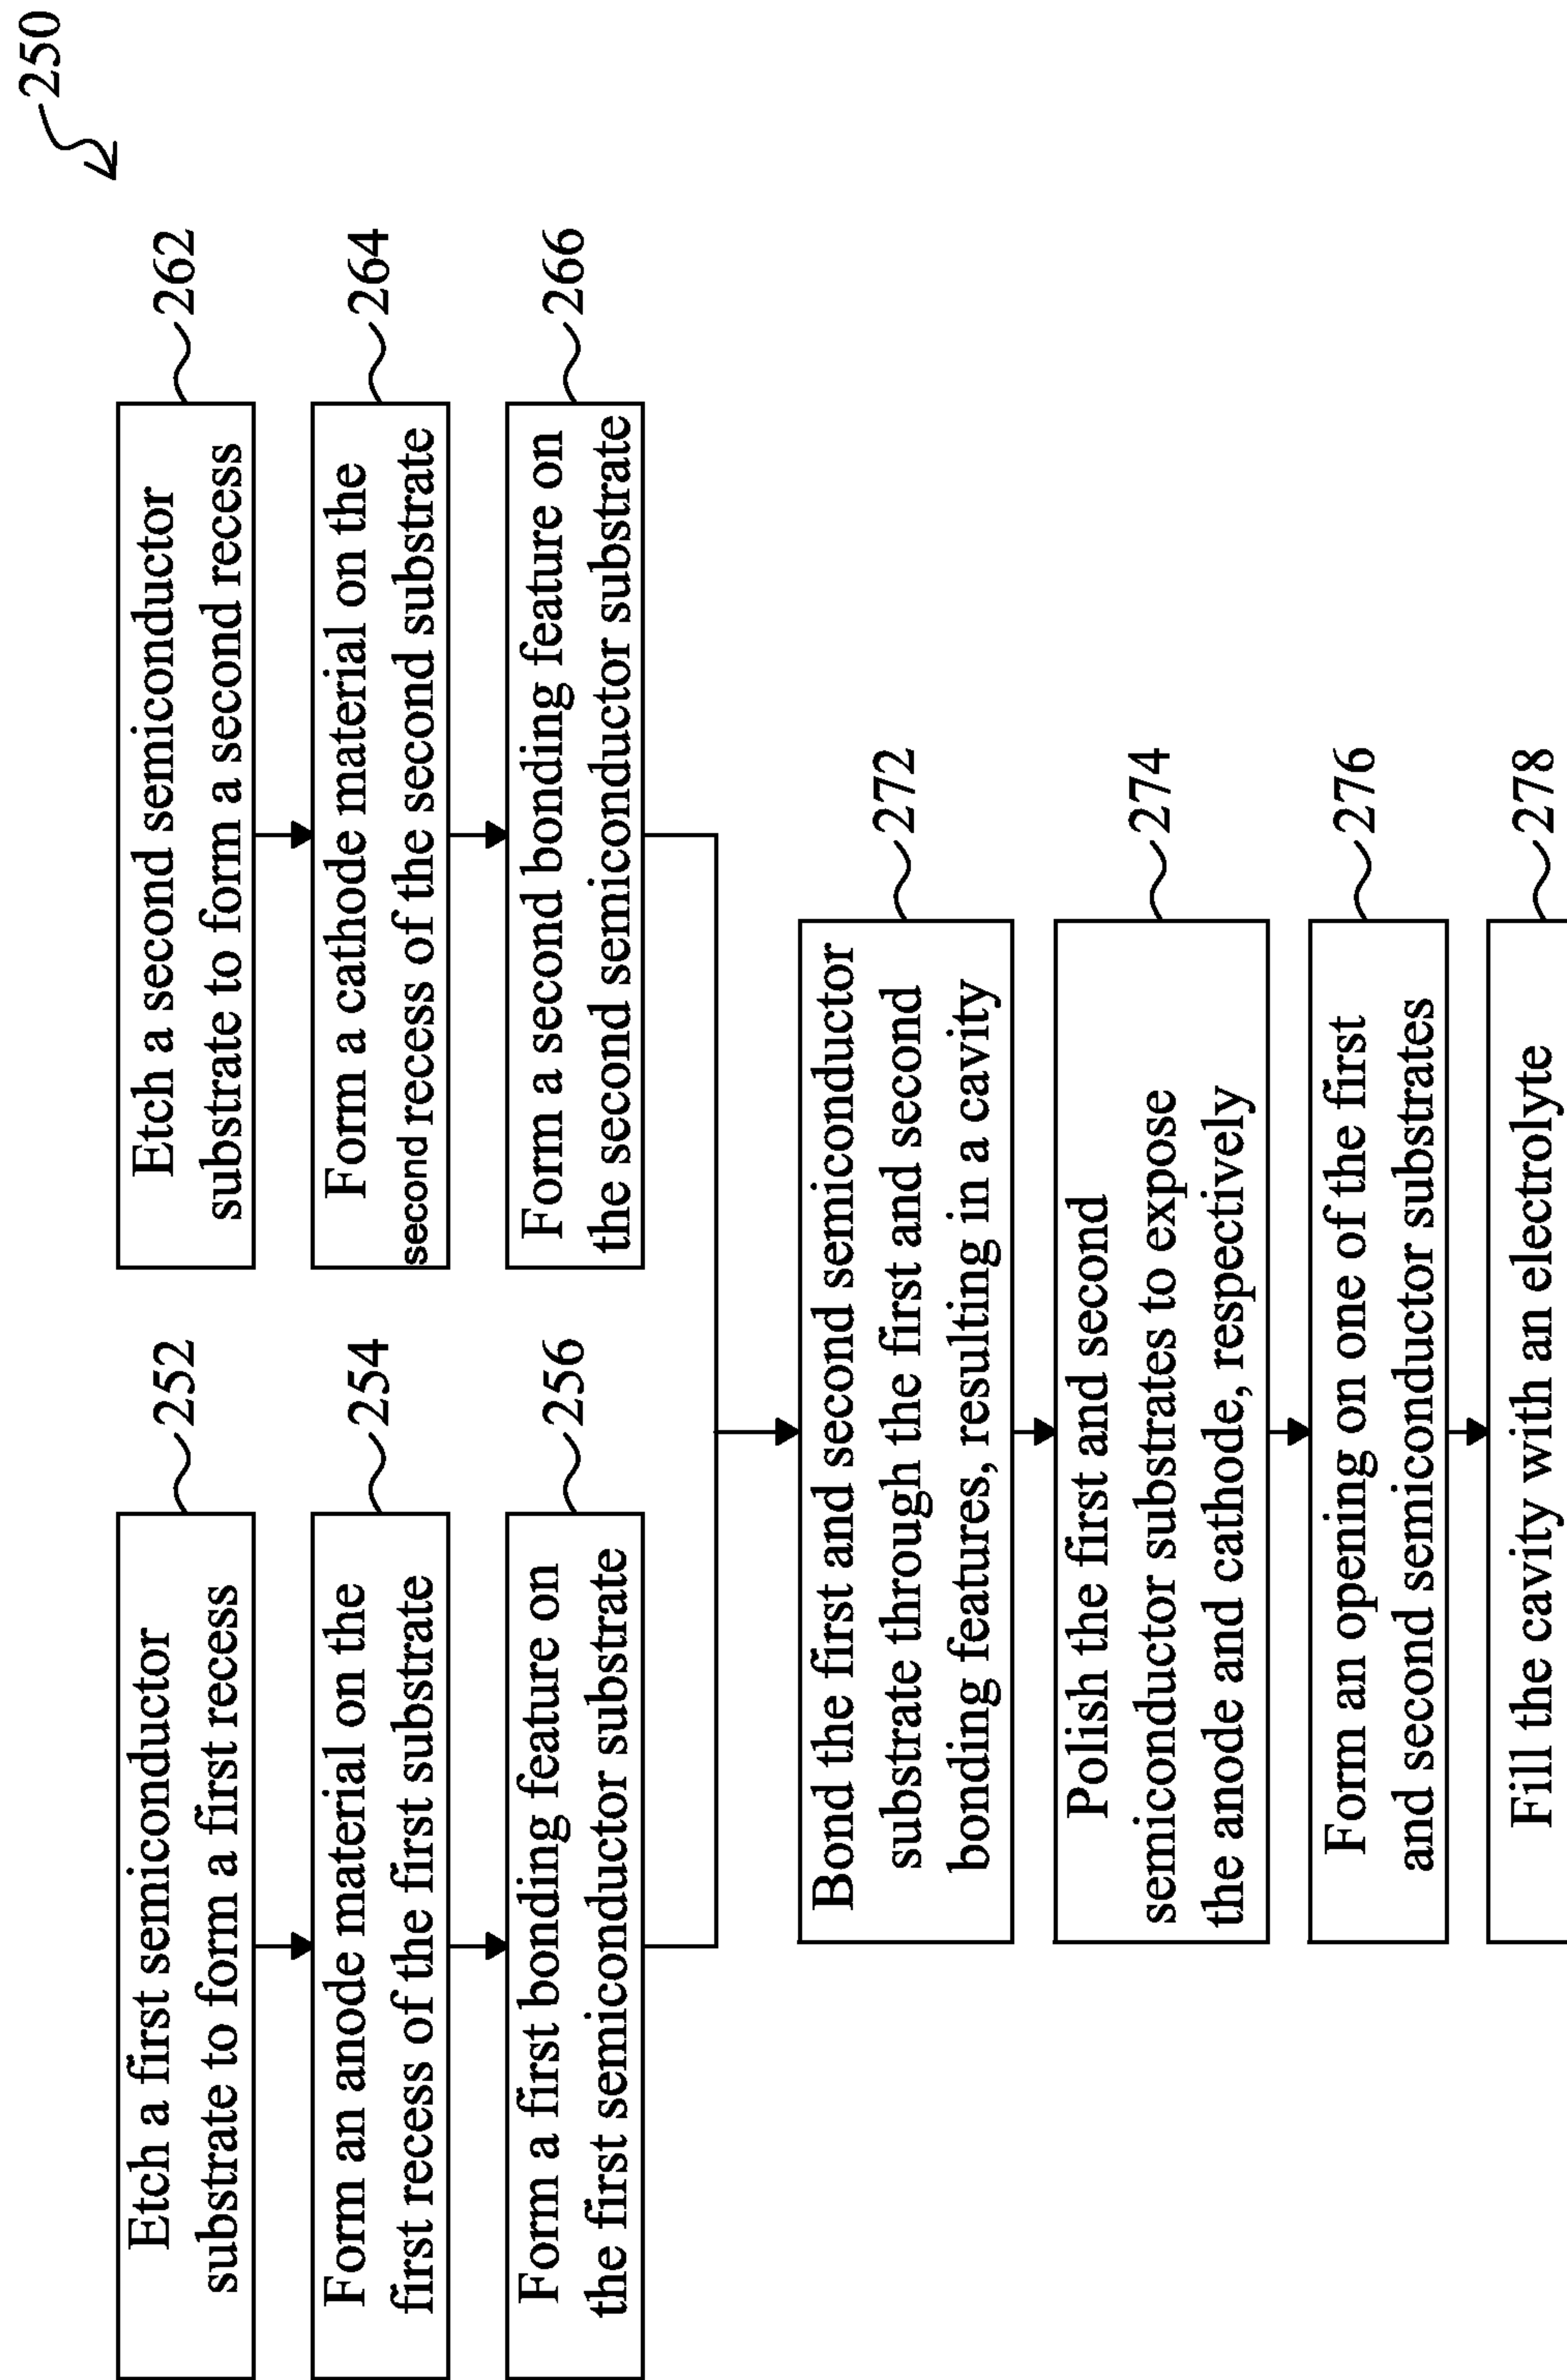 250
Etch a first semiconductor
substrate to form a first recess
252
Form an anode material on the
first recess of the first substrate
254
Form a first bonding feature on
the first semiconductor substrate
256
Etch a second semiconductor
substrate to form a second recess
262
Form a cathode material on the
second recess of the second substrate
264
Form a second bonding feature on
the second semiconductor substrate
266
Bond the first and second semiconductor
substrate through the first and second
bonding features, resulting in a cavity
272
Polish the first and second
semiconductor substrates to expose
the anode and cathode, respectively
274
Form an opening on one of the first
and second semiconductor substrates
276
Fill the cavity with an electrolyte
278